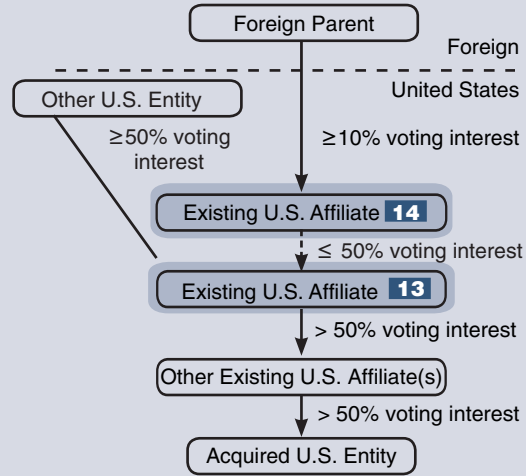 Foreign Parent
Foreign
United States
Other U.S. Entity
≥50% voting
interest
≥10% voting interest
Existing U.S. Affiliate 14
≤ 50% voting interest
Existing U.S. Affiliate 13
> 50% voting interest
Other Existing U.S. Affiliate(s)
> 50% voting interest
Acquired U.S. Entity